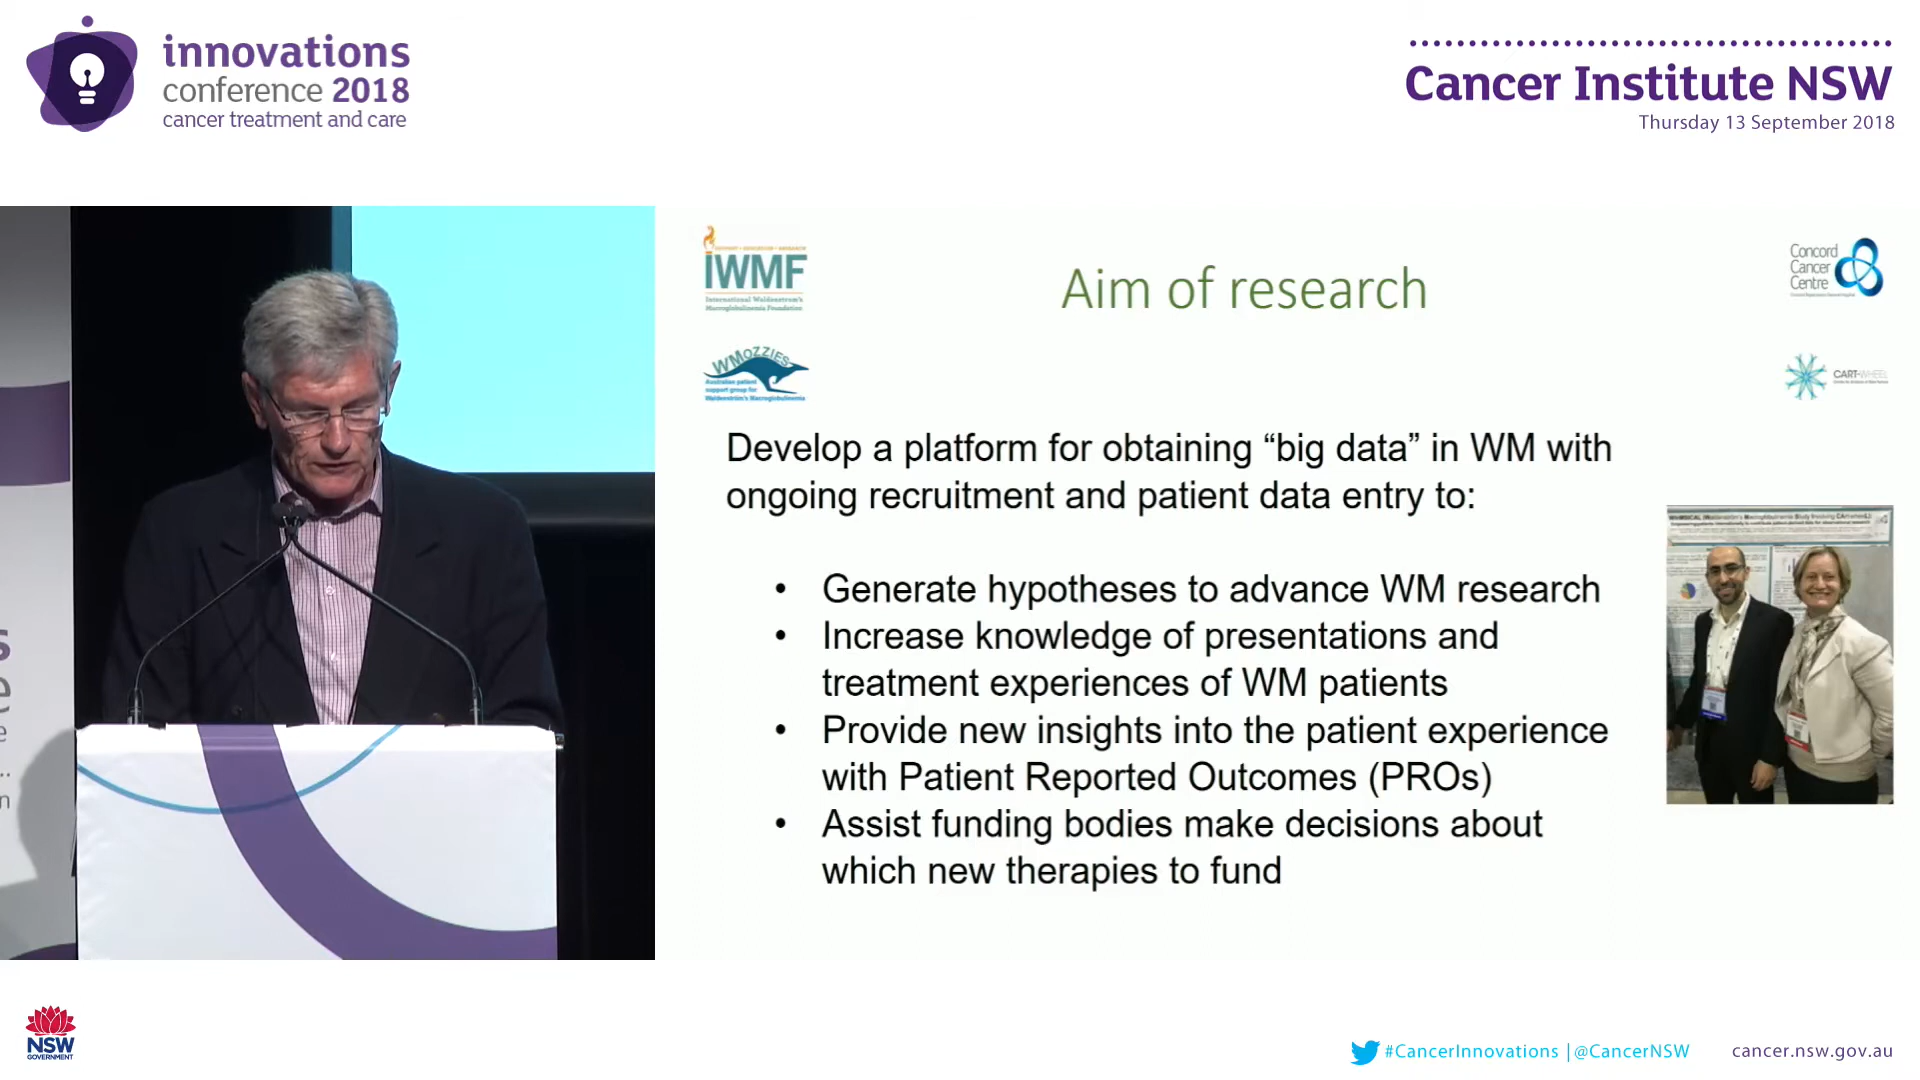 innovations
conference 2018
cancer treatment and care
Cancer Institute NSW
Thursday 13 September 2018
IWMF
International Waldenstrom's
Macroglobulinemia Foundation
WMOZZIES
Australian patient
support group for
Waldenström's Macroglobulinemia
Aim of research
Concord
Cancer
Centre
CART-WHEEL
Develop a platform for obtaining “big data” in WM with
ongoing recruitment and patient data entry to:
• Generate hypotheses to advance WM research
• Increase knowledge of presentations and
treatment experiences of WM patients
• Provide new insights into the patient experience
with Patient Reported Outcomes (PROs)
• Assist funding bodies make decisions about
which new therapies to fund
NSW
GOVERNMENT
#CancerInnovations | @CancerNSW
cancer.nsw.gov.au